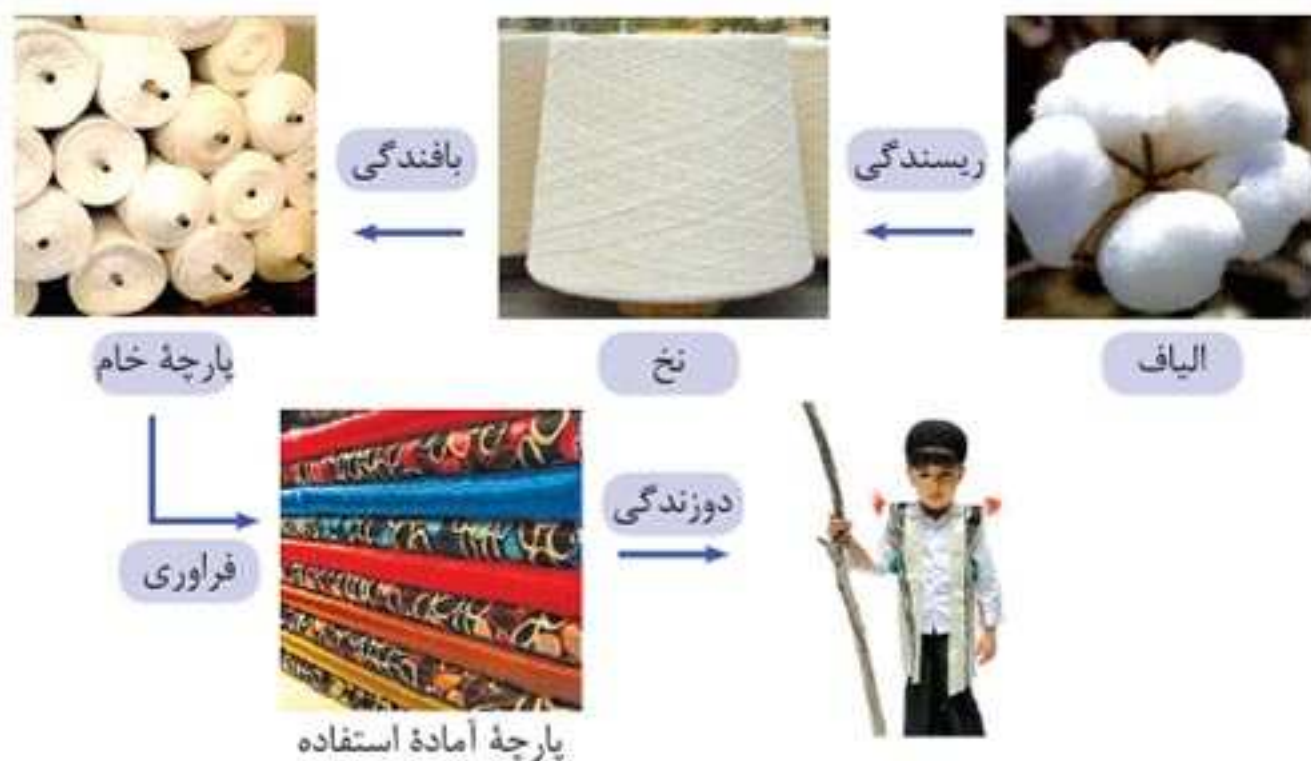 ریسندگی
بافندگی
الیاف
نخ
پارچهٔ خام
فراوری
دوزندگی
پارچهٔ آمادهٔ استفاده